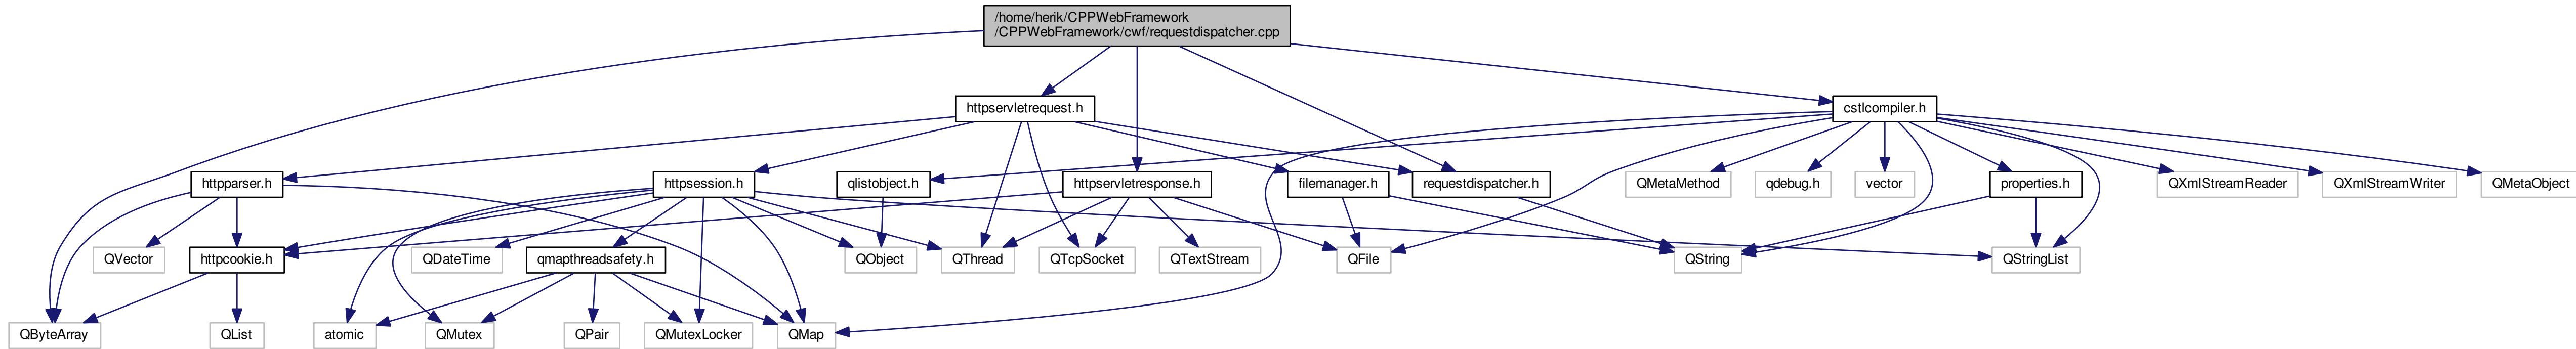 /home/herik/CPPWebFramework
/CPPWebFramework/cwf/requestdispatcher.cpp
httpservletrequest.h
cstlcompiler.h
httpparser.h
httpsession.h
qlistobject.h
httpservletresponse.h
filemanager.h
requestdispatcher.h
QMetaMethod
qdebug.h
vector
properties.h
QXmlStreamReader
QXmlStreamWriter
QMetaObject
QVector
httpcookie.h
QDateTime
qmapthreadsafety.h
QObject
QThread
QTcpSocket
QTextStream
QFile
QString
QStringList
QByteArray
QList
atomic
QMutex
QPair
QMutexLocker
QMap